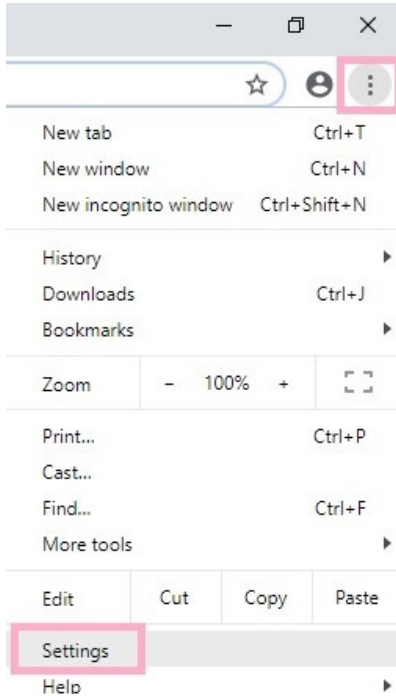 New tab Ctrl+T
New window Ctrl+N
New incognito window Ctrl+Shift+N
History
Downloads Ctrl+J
Bookmarks
Zoom - 100% +
Print... Ctrl+P
Cast...
Find... Ctrl+F
More tools
Edit Cut Copy Paste
Settings
Help